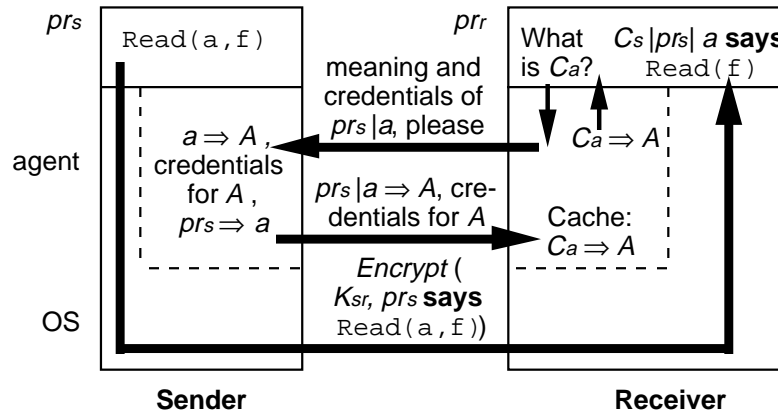 prs
Read(a,f)
prr
What
is Ca?
Cs|prs| a says
Read(f)
meaning and
credentials of
prs|a, please
agent
a ⇒ A ,
credentials
for A ,
prs ⇒ a
Ca ⇒ A
prs|a ⇒ A, cre-
dentials for A
Cache:
Ca ⇒ A
Encrypt (
Ksr, prs says
Read(a,f))
OS
Sender
Receiver